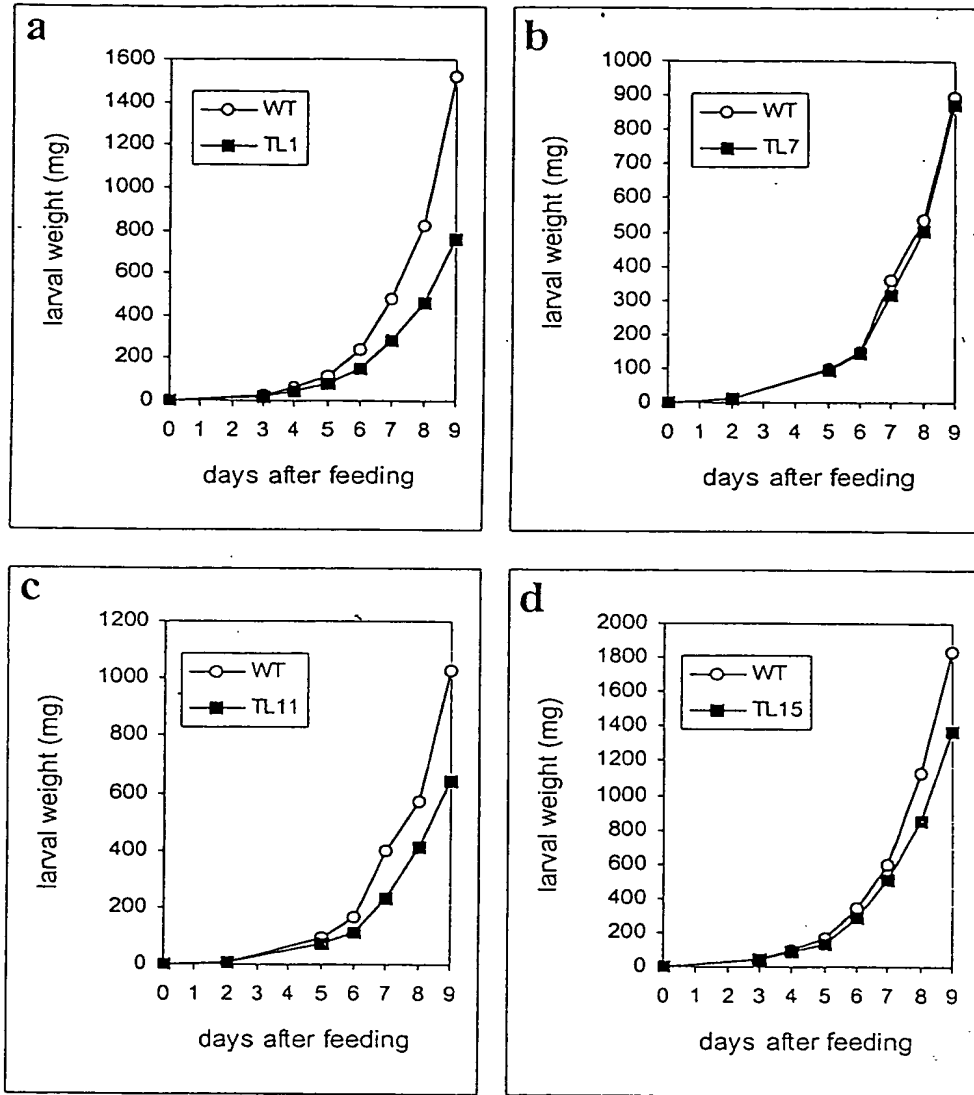 a
1600
1400
1200
1000
800
600
400
200
0
WT
TL1
larval weight (mg)
0 1 2 3 4 5 6 7 8 9
days after feeding
b
1000
900
800
700
600
500
400
300
200
100
0
WT
TL7
larval weight (mg)
0 1 2 3 4 5 6 7 8 9
days after feeding
c
1200
1000
800
600
400
200
0
WT
TL11
larval weight (mg)
0 1 2 3 4 5 6 7 8 9
days after feeding
d
2000
1800
1600
1400
1200
1000
800
600
400
200
0
WT
TL15
larval weight (mg)
0 1 2 3 4 5 6 7 8 9
days after feeding